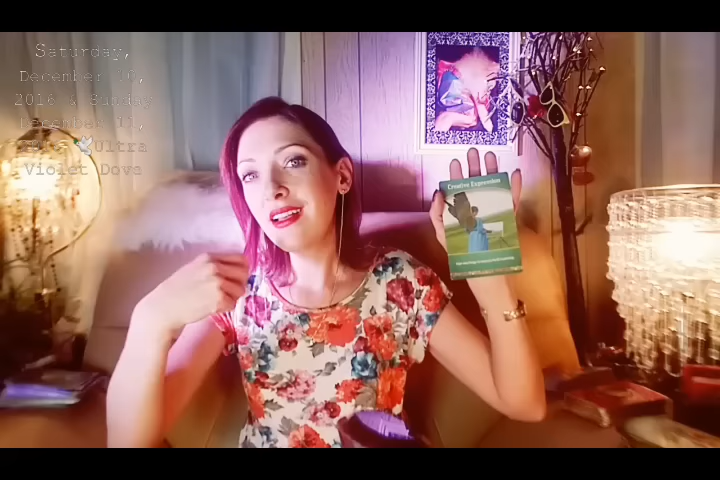 Saturday,
December 10,
2016 & Sunday
December 11,
Ultra
Violet Dove
Creative Expression